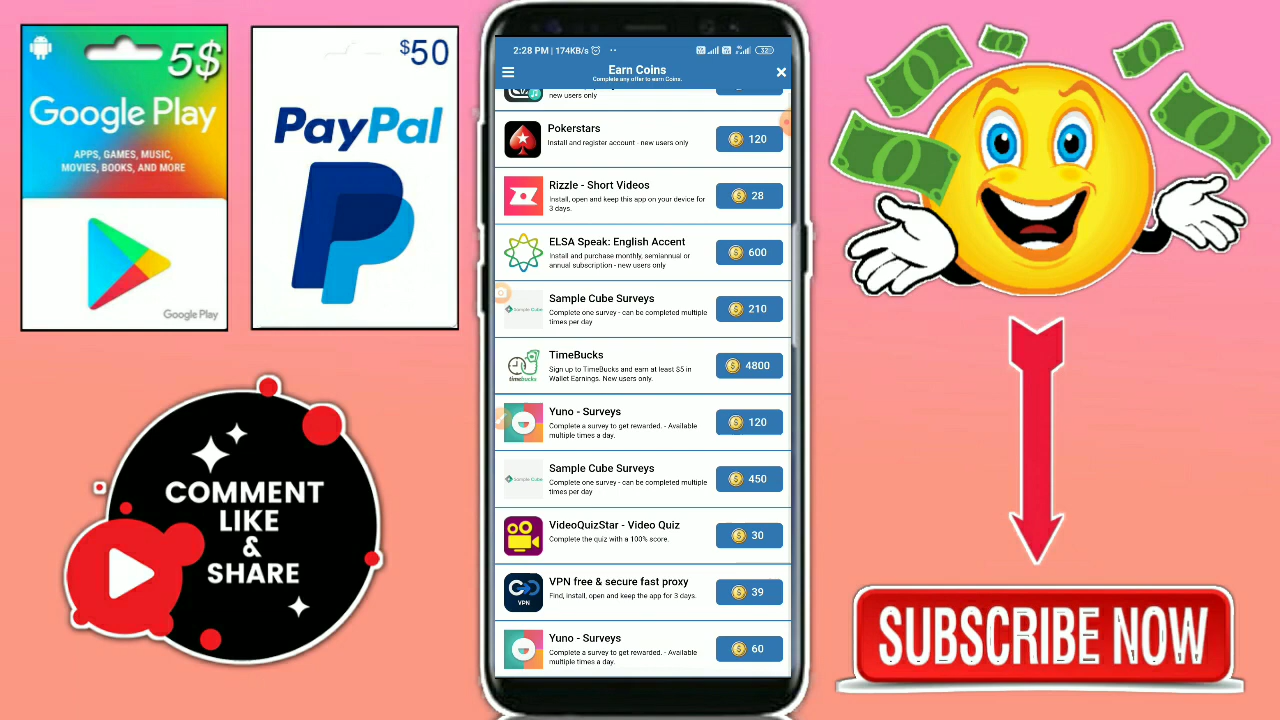 5$
Google Play
APPS, GAMES, MUSIC,
MOVIES, BOOKS, AND MORE
Google Play
$50
PayPal
COMMENT
LIKE
&
SHARE
2:28 PM | 174KB/s
32
Earn Coins
Complete any offer to earn Coins.
new users only
Pokerstars
Install and register account - new users only
120
Rizzle - Short Videos
Install, open and keep this app on your device for
3 days.
28
ELSA Speak: English Accent
Install and purchase monthly, semiannual or
annual subscription - new users only
600
Sample Cube Surveys
Complete one survey - can be completed multiple
times per day
Sample Cube
210
TimeBucks
Sign up to TimeBucks and earn at least $5 in
Wallet Earnings. New users only.
timebucks
4800
Yuno - Surveys
Complete a survey to get rewarded. - Available
multiple times a day.
120
Sample Cube Surveys
Complete one survey - can be completed multiple
times per day
Sample Cube
450
VideoQuizStar - Video Quiz
Complete the quiz with a 100% score.
30
VPN free & secure fast proxy
Find, install, open and keep the app for 3 days.
VPN
39
Yuno - Surveys
Complete a survey to get rewarded. - Available
multiple times a day.
60
SUBSCRIBE NOW